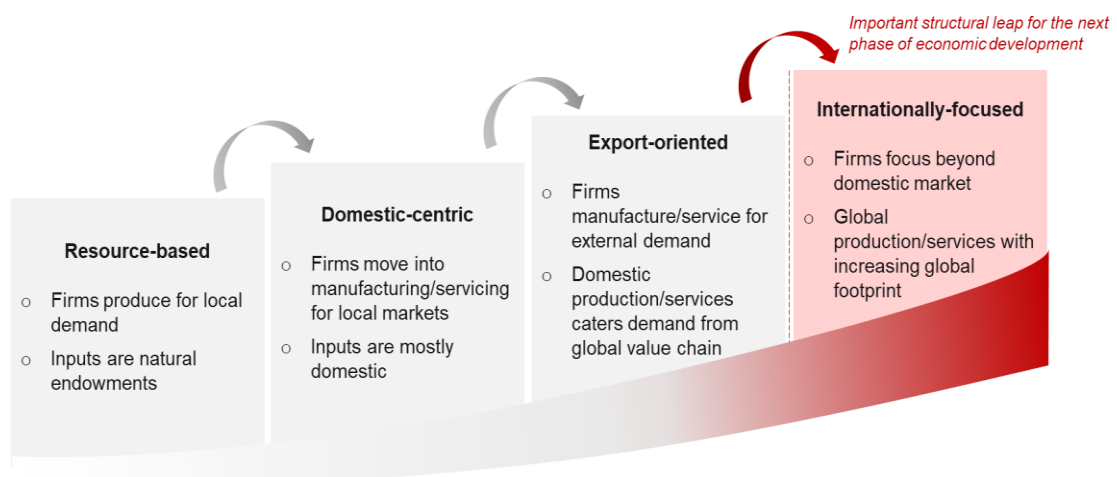 Important structural leap for the next
phase of economic development
Resource-based
o Firms produce for local
demand
o Inputs are natural
endowments
Domestic-centric
o Firms move into
manufacturing/servicing
for local markets
o Inputs are mostly
domestic
Export-oriented
o Firms
manufacture/service for
external demand
o Domestic
production/services
caters demand from
global value chain
Internationally-focused
o Firms focus beyond
domestic market
o Global
production/services with
increasing global
footprint